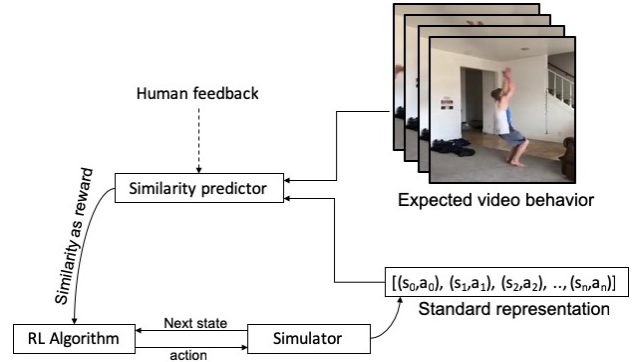 Human feedback
Similarity predictor
Expected video behavior
Similarity as reward
[(s₀,a₀), (s₁,a₁), (s₂,a₂), ..,(sₙ,aₙ)]
Standard representation
RL Algorithm
Next state
action
Simulator